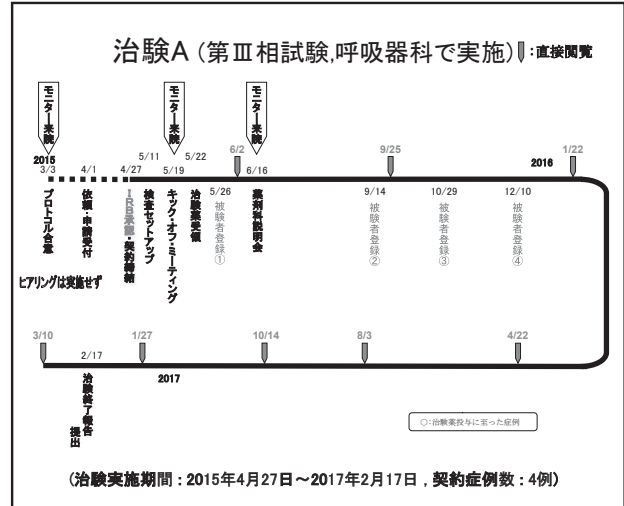 治験A (第Ⅲ相試験,呼吸器科で実施) :直接閲覧
モニター来院
モニター来院
モニター来院
2015
3/3
プロトコル合意
4/1
依頼・申請受付
4/27
IRB承認・契約締結
5/11
検査セットアップ
5/19
キック・オフ・ミーティング
5/22
治験薬受領
5/26
被験者登録①
6/2
6/16
薬剤科説明会
9/14
被験者登録②
9/25
10/29
被験者登録③
12/10
被験者登録④
2016
1/22
ヒアリングは実施せず
3/10
2/17
治験終了報告
提出
1/27
2017
10/14
8/3
4/22
○:治験薬投与に至った症例
(治験実施期間:2015年4月27日～2017年2月17日, 契約症例数:4例)